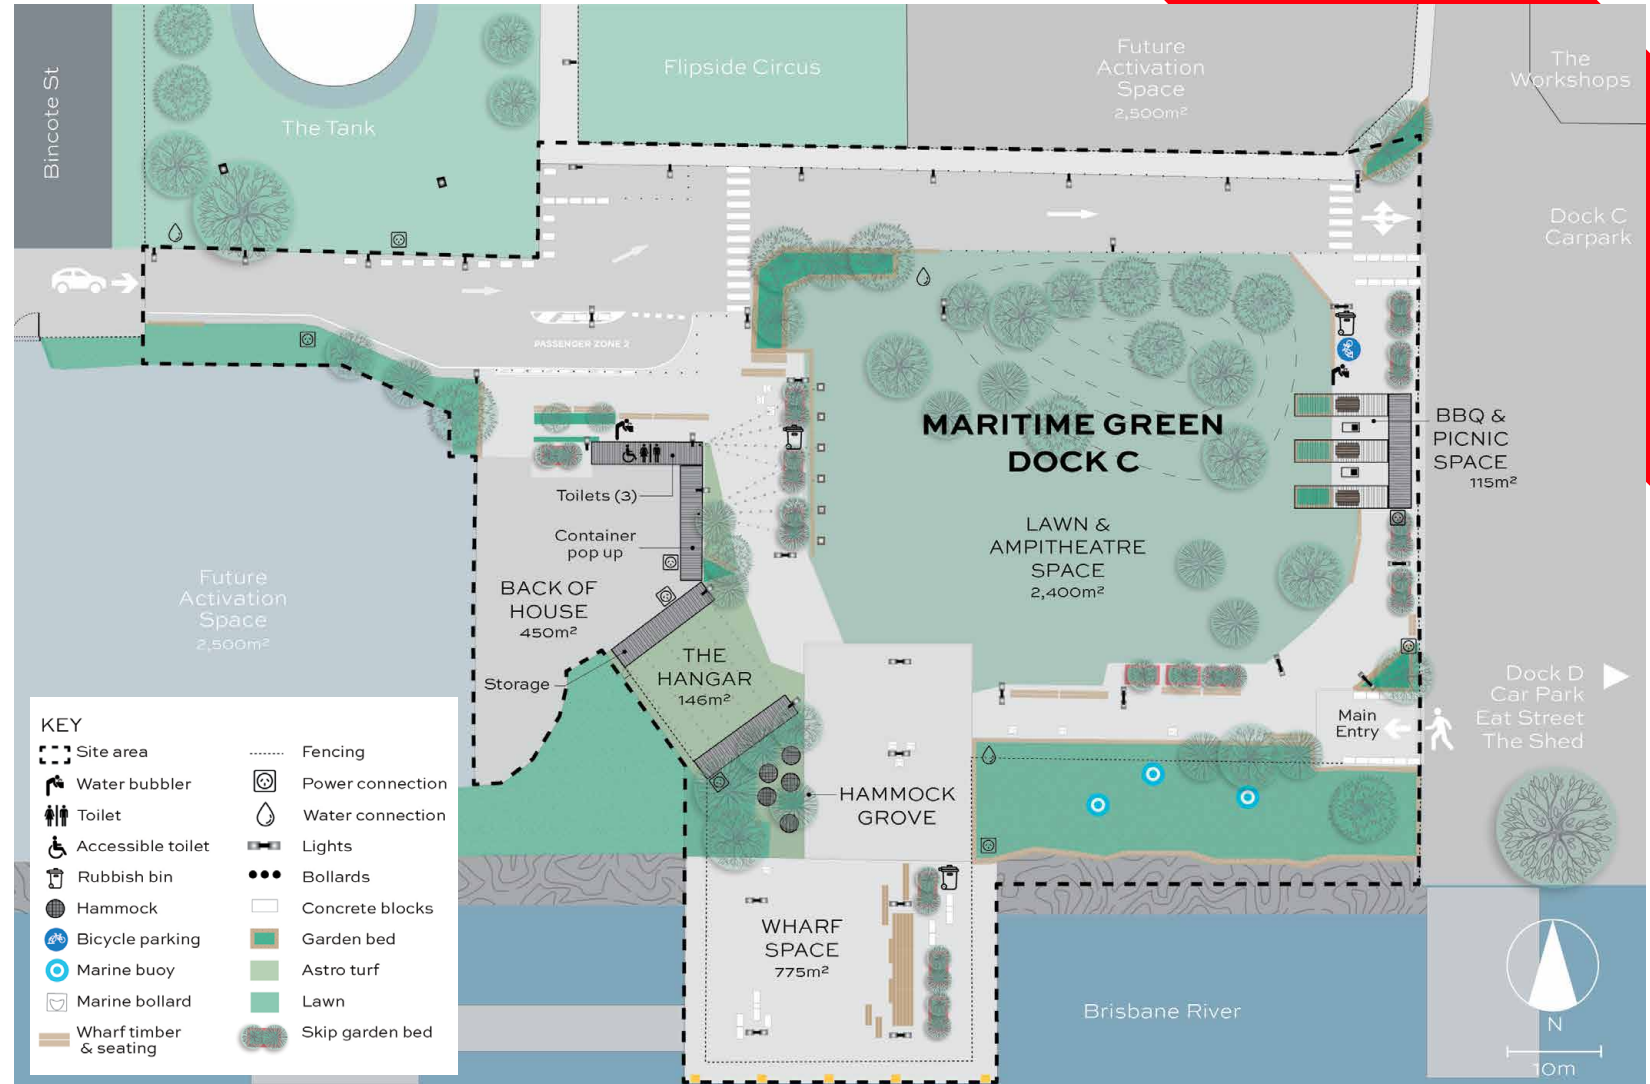 Bincote St
The Tank
Flipside Circus
Future
Activation
Space
2,500m²
The
Workshops
Dock C
Carpark
PASSENGER ZONE 2
MARITIME GREEN
DOCK C
BBQ &
PICNIC
SPACE
115m²
Toilets (3)
Container
pop up
LAWN &
AMPITHEATRE
SPACE
2,400m²
Future
Activation
Space
2,500m²
BACK OF
HOUSE
450m²
THE
HANGAR
146m²
Storage
Dock D
Car Park
Eat Street
The Shed
Main
Entry
HAMMOCK
GROVE
WHARF
SPACE
775m²
Brisbane River
N
10m
KEY
Site area
Water bubbler
Toilet
Accessible toilet
Rubbish bin
Hammock
Bicycle parking
Marine buoy
Marine bollard
Wharf timber
& seating
Fencing
Power connection
Water connection
Lights
Bollards
Concrete blocks
Garden bed
Astro turf
Lawn
Skip garden bed